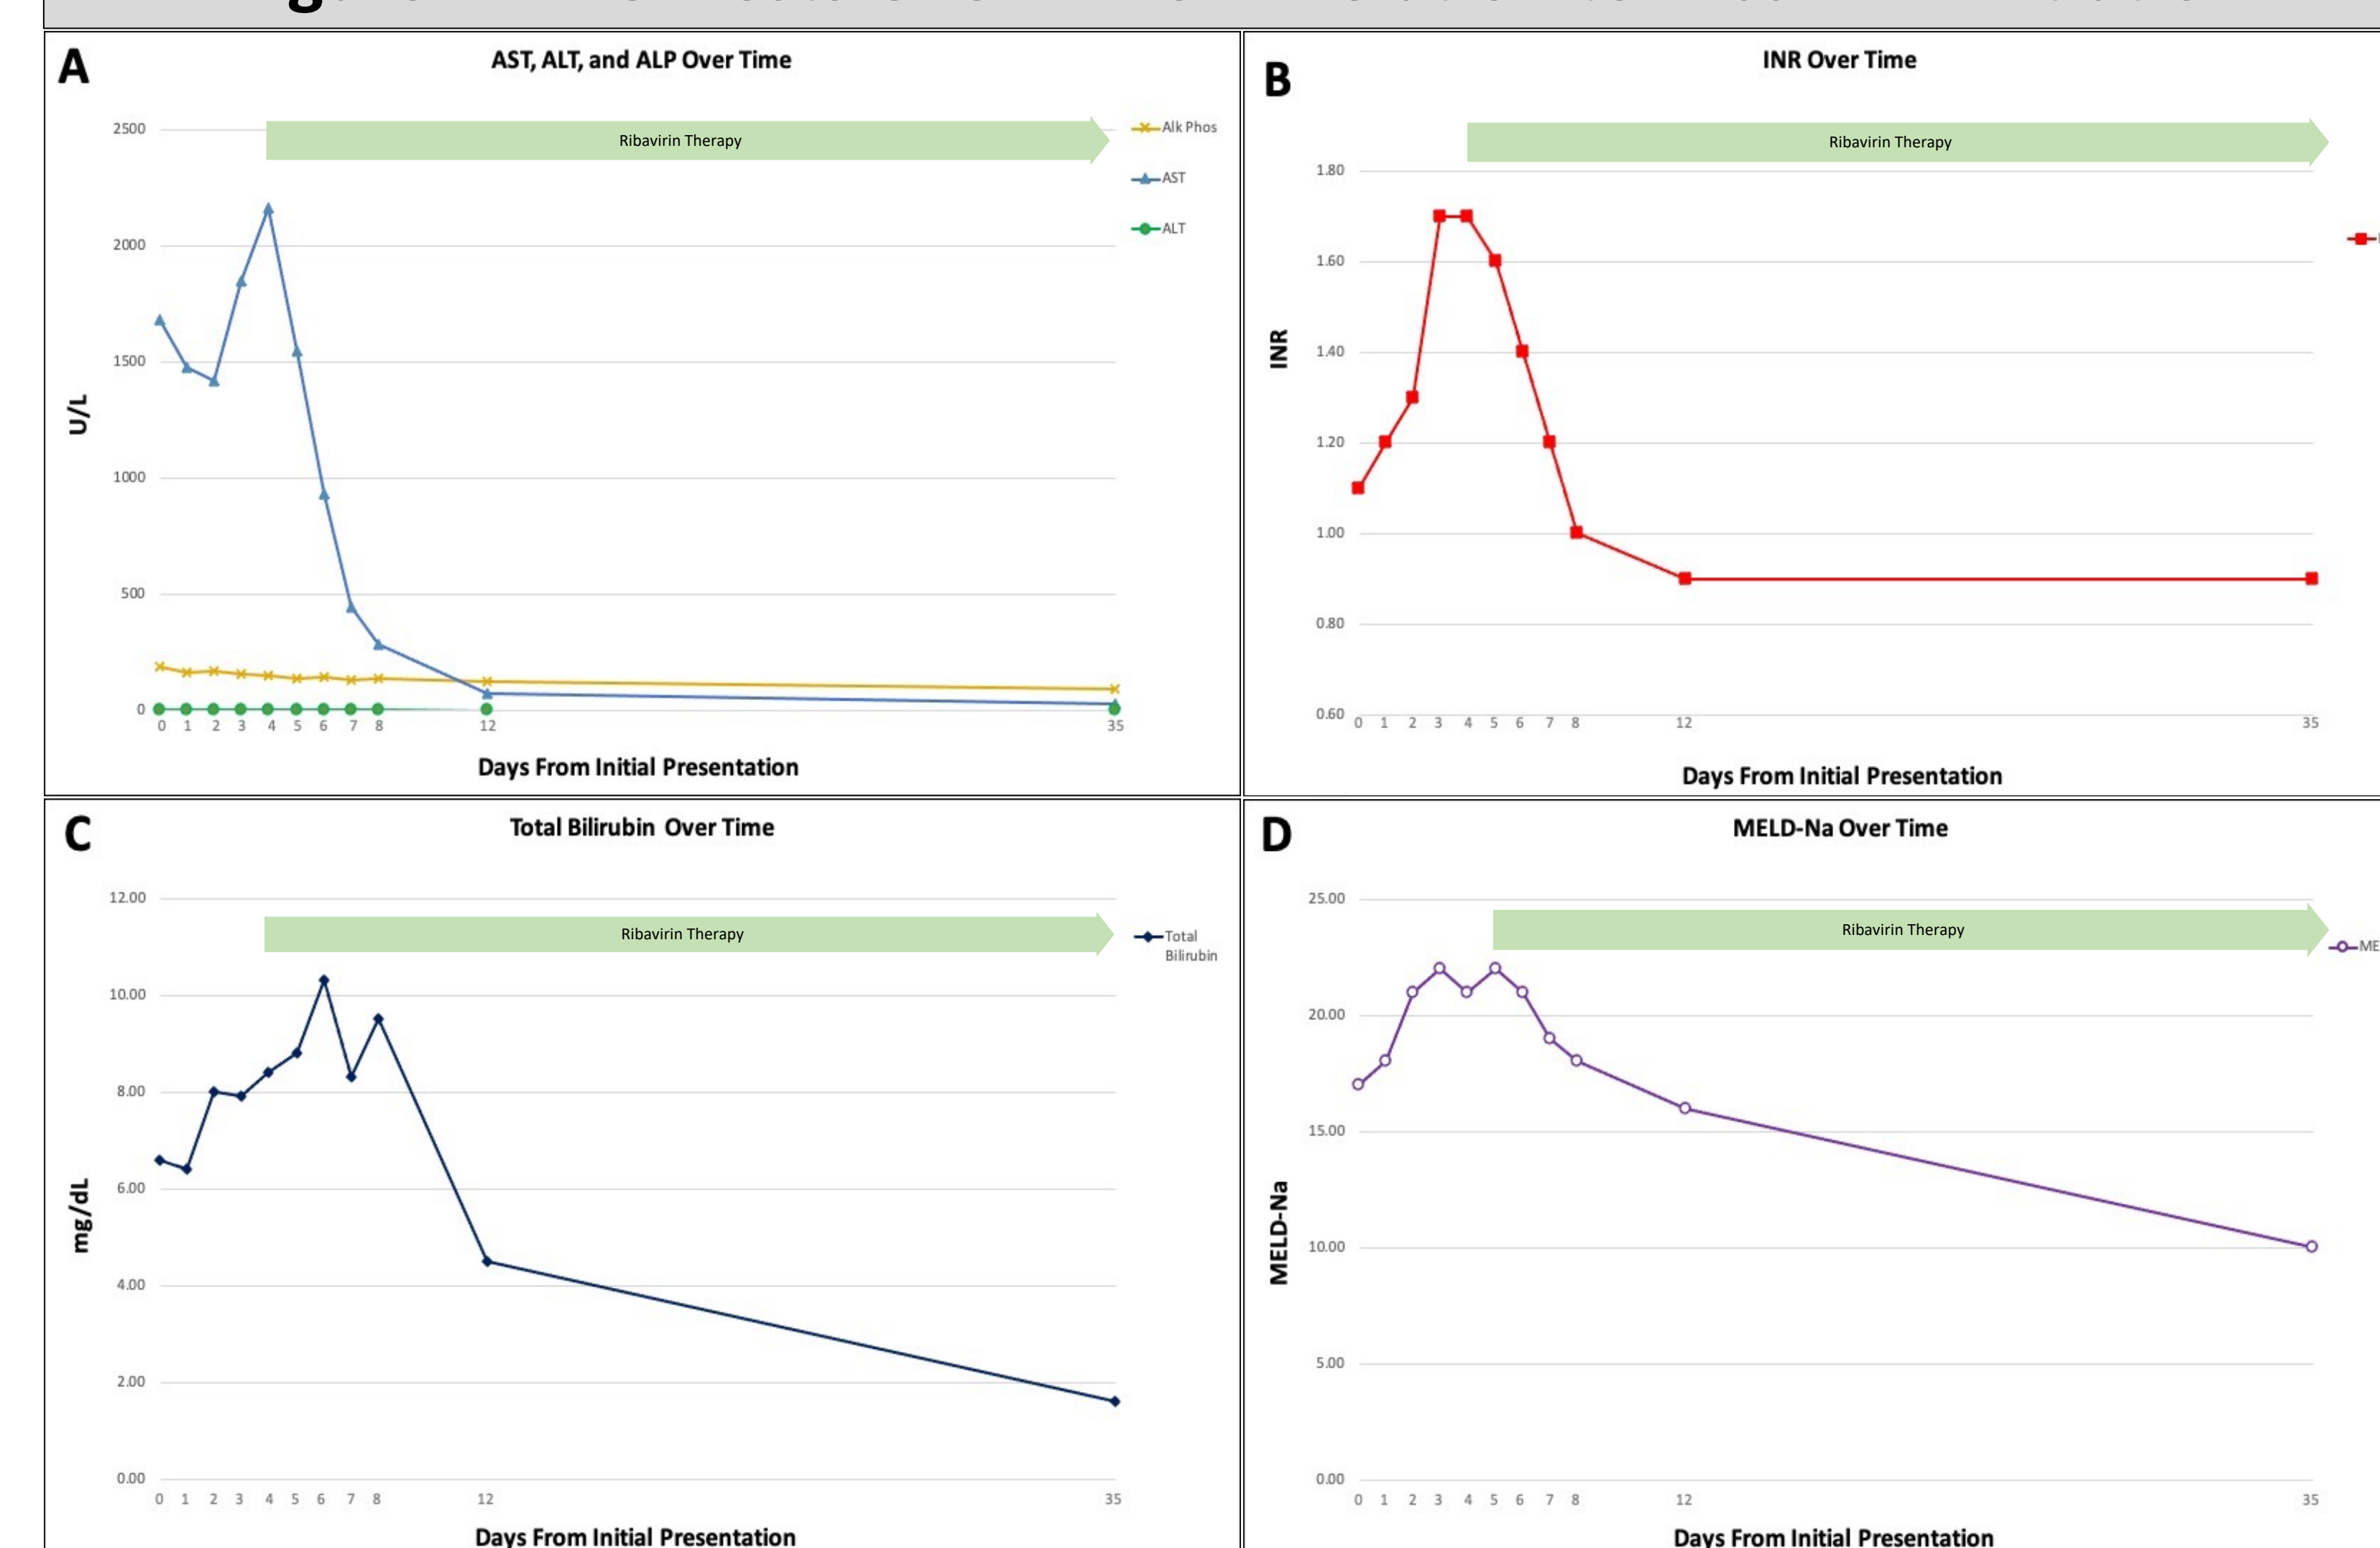 A
AST, ALT, and ALP Over Time
Ribavirin Therapy
Alk Phos
AST
ALT
2500
2000
1500
1000
500
0
U/L
0 1 2 3 4 5 6 7 8 12 35
Days From Initial Presentation
B
INR Over Time
Ribavirin Therapy
1.80
1.60
1.40
1.20
1.00
0.80
0.60
INR
0 1 2 3 4 5 6 7 8 12 35
Days From Initial Presentation
C
Total Bilirubin Over Time
Ribavirin Therapy
Total
Bilirubin
12.00
10.00
8.00
6.00
4.00
2.00
0.00
mg/dL
0 1 2 3 4 5 6 7 8 12 35
Days From Initial Presentation
D
MELD-Na Over Time
Ribavirin Therapy
ME
25.00
20.00
15.00
10.00
5.00
0.00
MELD-Na
0 1 2 3 4 5 6 7 8 12 35
Days From Initial Presentation